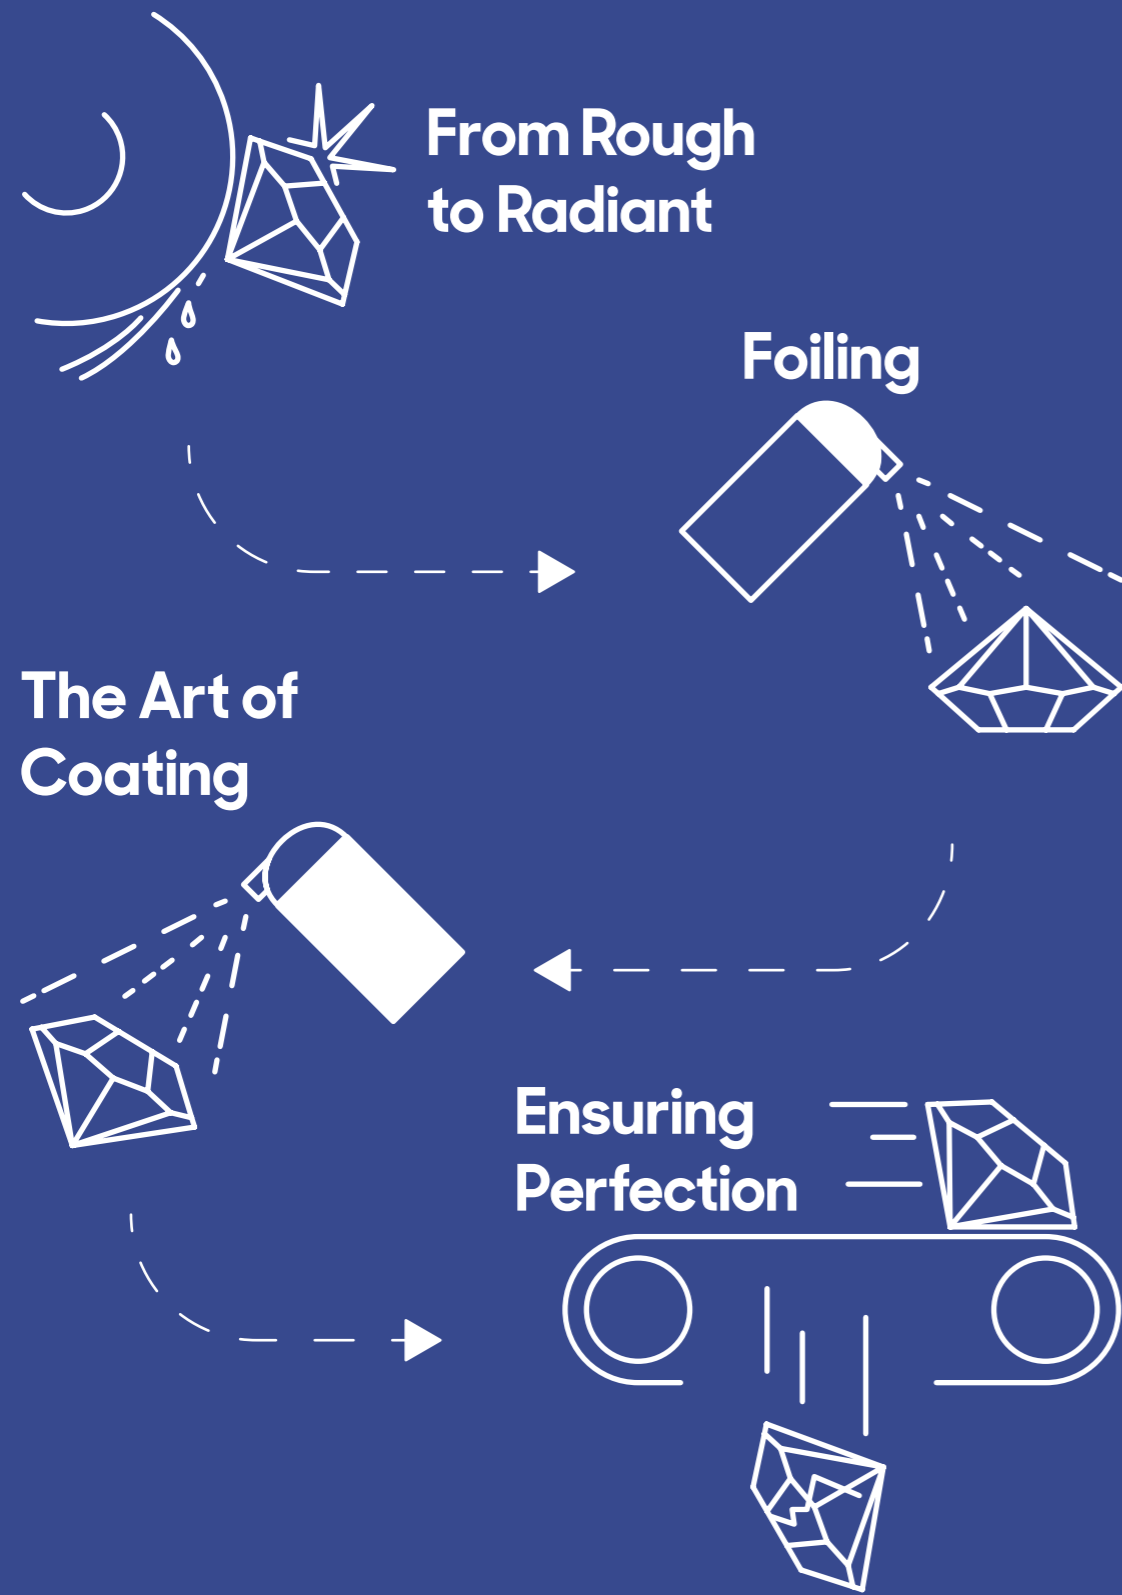 From Rough
to Radiant
Foiling
The Art of
Coating
Ensuring
Perfection